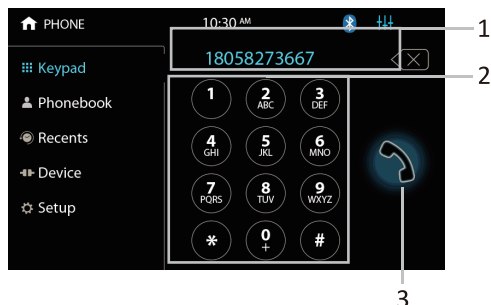 PHONE 10:30 AM
1
18058273667
2
Keypad
Phonebook
Recents
Device
Setup
1 2 ABC 3 DEF
4 GHI 5 JKL 6 MNO
7 PQRS 8 TUV 9 WXYZ
* 0 + #
3